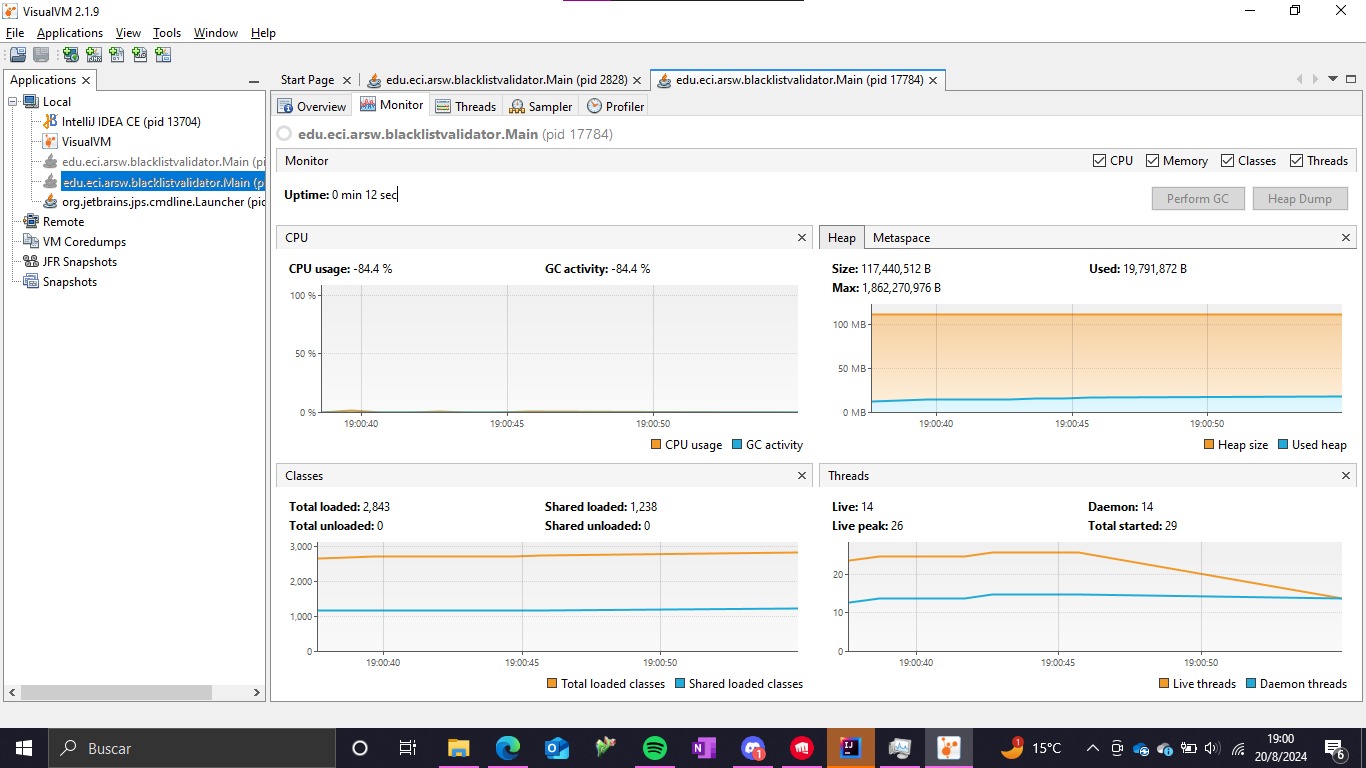 VisualVM 2.1.9
File Applications View Tools Window Help
Applications
Start Page
edu.eci.arsw.blacklistvalidator.Main (pid 2828)
edu.eci.arsw.blacklistvalidator.Main (pid 17784)
Local
IntelliJ IDEA CE (pid 13704)
VisualVM
edu.eci.arsw.blacklistvalidator.Main (pi
edu.eci.arsw.blacklistvalidator.Main (p
org.jetbrains.jps.cmdline.Launcher (pid
Remote
VM Coredumps
JFR Snapshots
Snapshots
Overview Monitor Threads Sampler Profiler
edu.eci.arsw.blacklistvalidator.Main (pid 17784)
Monitor
CPU Memory Classes Threads
Uptime: 0 min 12 sec
Perform GC Heap Dump
CPU
CPU usage: -84.4 % GC activity: -84.4 %
100 %
50 %
0 %
19:00:40 19:00:45 19:00:50
CPU usage GC activity
Heap Metaspace
Size: 117,440,512 B Used: 19,791,872 B
Max: 1,862,270,976 B
100 MB
50 MB
0 MB
19:00:40 19:00:45 19:00:50
Heap size Used heap
Classes
Total loaded: 2,843 Shared loaded: 1,238
Total unloaded: 0 Shared unloaded: 0
3,000
2,000
1,000
0
19:00:40 19:00:45 19:00:50
Total loaded classes Shared loaded classes
Threads
Live: 14 Daemon: 14
Live peak: 26 Total started: 29
20
10
0
19:00:40 19:00:45 19:00:50
Live threads Daemon threads
Buscar
1
1
15°C
19:00
20/8/2024
6